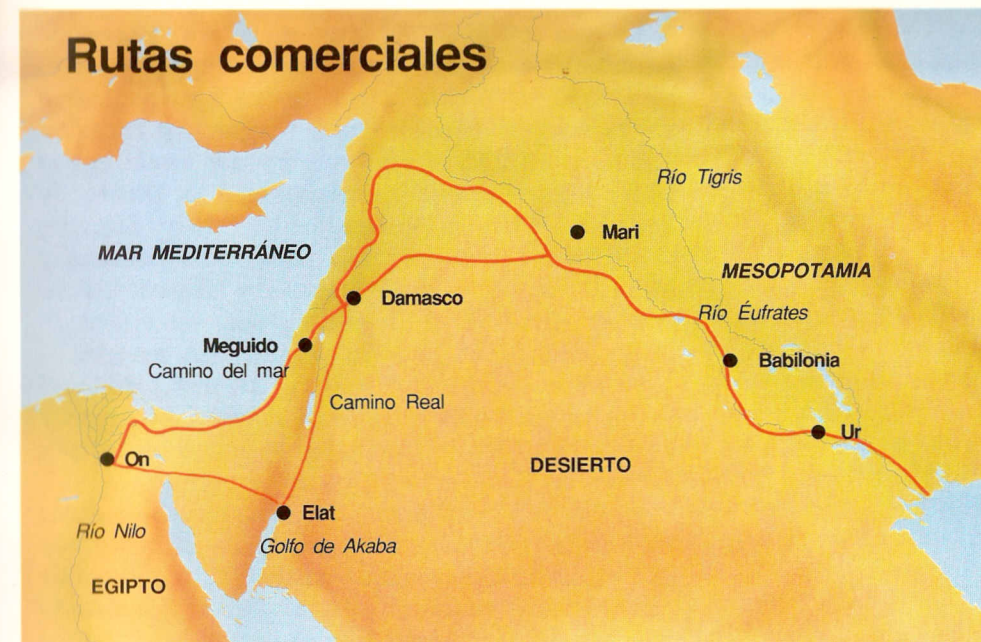 Rutas comerciales
Río Tigris
Mari
MAR MEDITERRÁNEO
MESOPOTAMIA
Damasco
Río Éufrates
Meguido
Camino del mar
Babilonia
Camino Real
Ur
On
DESIERTO
Elat
Río Nilo
Golfo de Akaba
EGIPTO